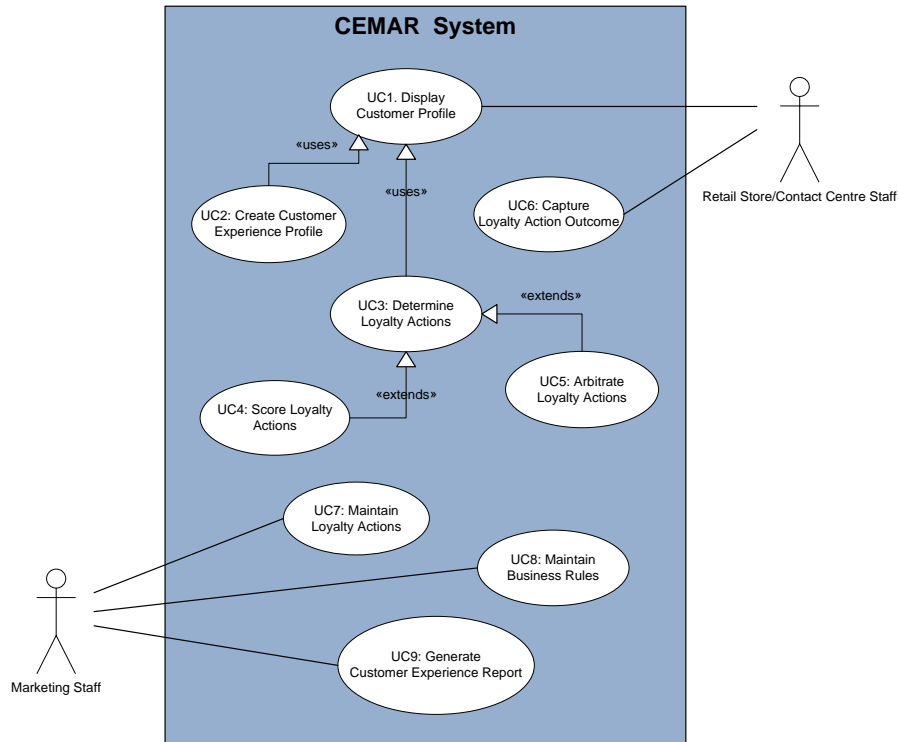 CEMAR System
UC1. Display
Customer Profile
«uses»
«uses»
UC2: Create Customer
Experience Profile
UC6: Capture
Loyalty Action Outcome
Retail Store/Contact Centre Staff
UC3: Determine
Loyalty Actions
«extends»
UC5: Arbitrate
Loyalty Actions
«extends»
UC4: Score Loyalty
Actions
UC7: Maintain
Loyalty Actions
UC8: Maintain
Business Rules
UC9: Generate
Customer Experience Report
Marketing Staff